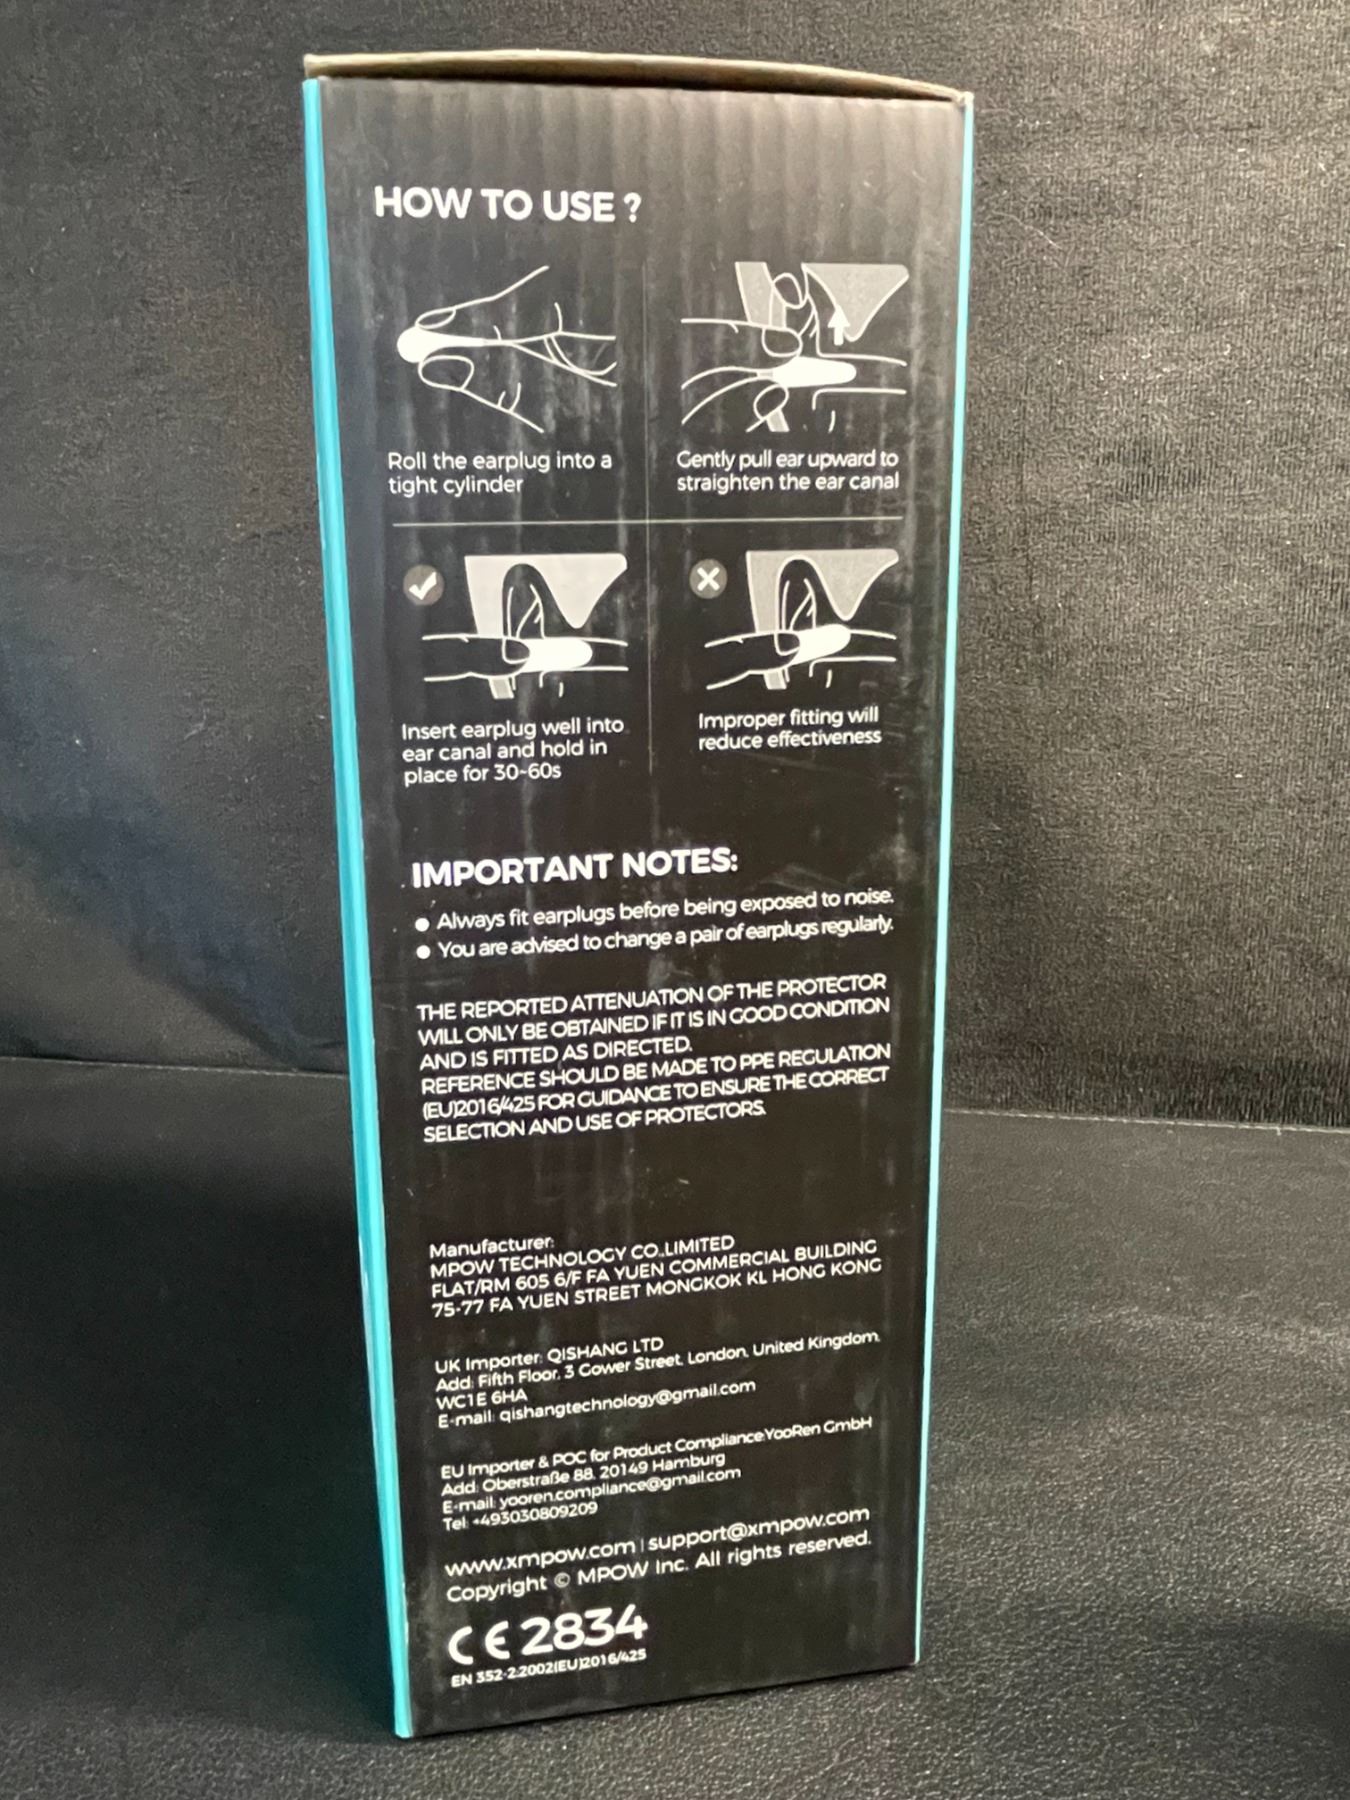 HOW TO USE ?
Roll the earplug into a
tight cylinder
Gently pull ear upward to
straighten the ear canal
Insert earplug well into
ear canal and hold in
place for 30-60s
Improper fitting will
reduce effectiveness
IMPORTANT NOTES:
● Always fit earplugs before being exposed to noise.
● You are advised to change a pair of earplugs regularly.
THE REPORTED ATTENUATION OF THE PROTECTOR
WILL ONLY BE OBTAINED IF IT IS IN GOOD CONDITION
AND IS FITTED AS DIRECTED.
REFERENCE SHOULD BE MADE TO PPE REGULATION
(EU)2016/425 FOR GUIDANCE TO ENSURE THE CORRECT
SELECTION AND USE OF PROTECTORS.
Manufacturer:
MPOW TECHNOLOGY CO.,LIMITED
FLAT/RM 605 6/F FA YUEN COMMERCIAL BUILDING
75-77 FA YUEN STREET MONGKOK KL HONG KONG
UK Importer: QISHANG LTD
Add: Fifth Floor, 3 Gower Street, London, United Kingdom,
WC1E 6HA
E-mail: qishangtechnology@gmail.com
EU Importer & POC for Product Compliance:YooRen GmbH
Add: Oberstraße 88, 20149 Hamburg
E-mail: yooren.compliance@gmail.com
Tel: +493030809209
www.xmpow.com | support@xmpow.com
Copyright © MPOW Inc. All rights reserved.
CE 2834
EN 352-2:2002(EU)2016/425